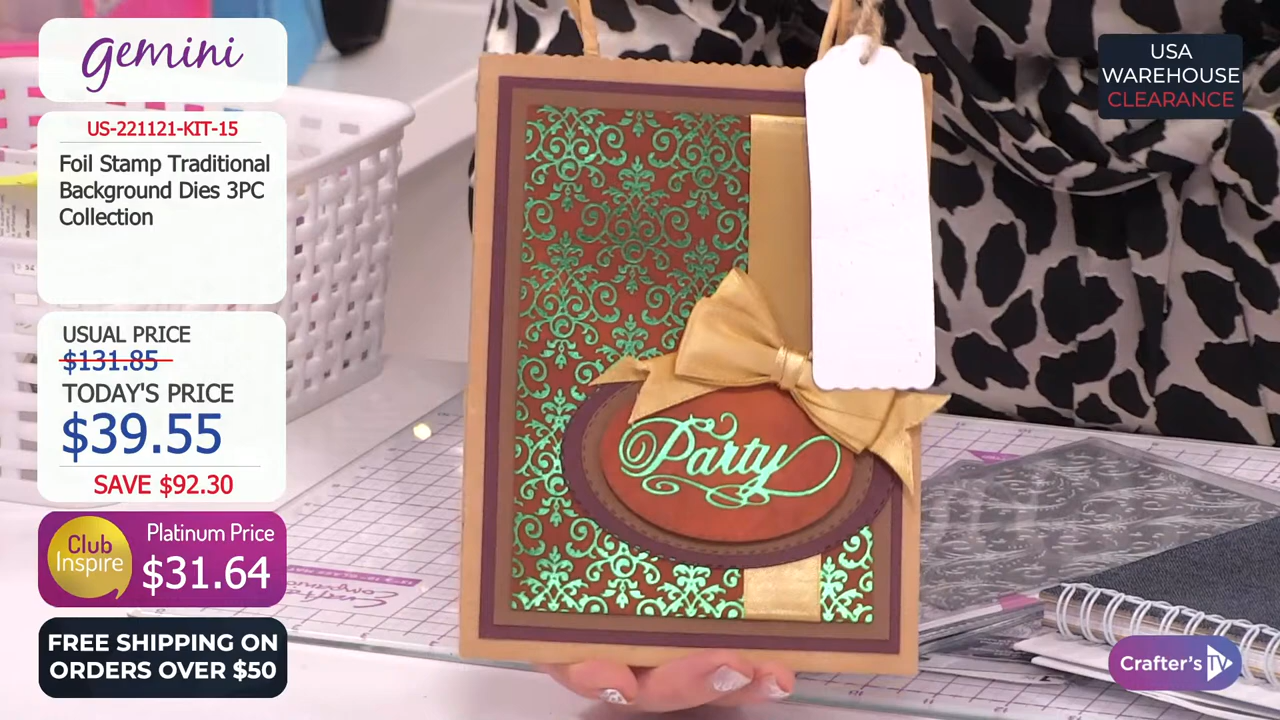 gemini
US-221121-KIT-15
Foil Stamp Traditional
Background Dies 3PC
Collection
USUAL PRICE
$131.85
TODAY'S PRICE
$39.55
SAVE $92.30
Club
Inspire
Platinum Price
$31.64
FREE SHIPPING ON
ORDERS OVER $50
Party
USA
WAREHOUSE
CLEARANCE
Crafter's TV